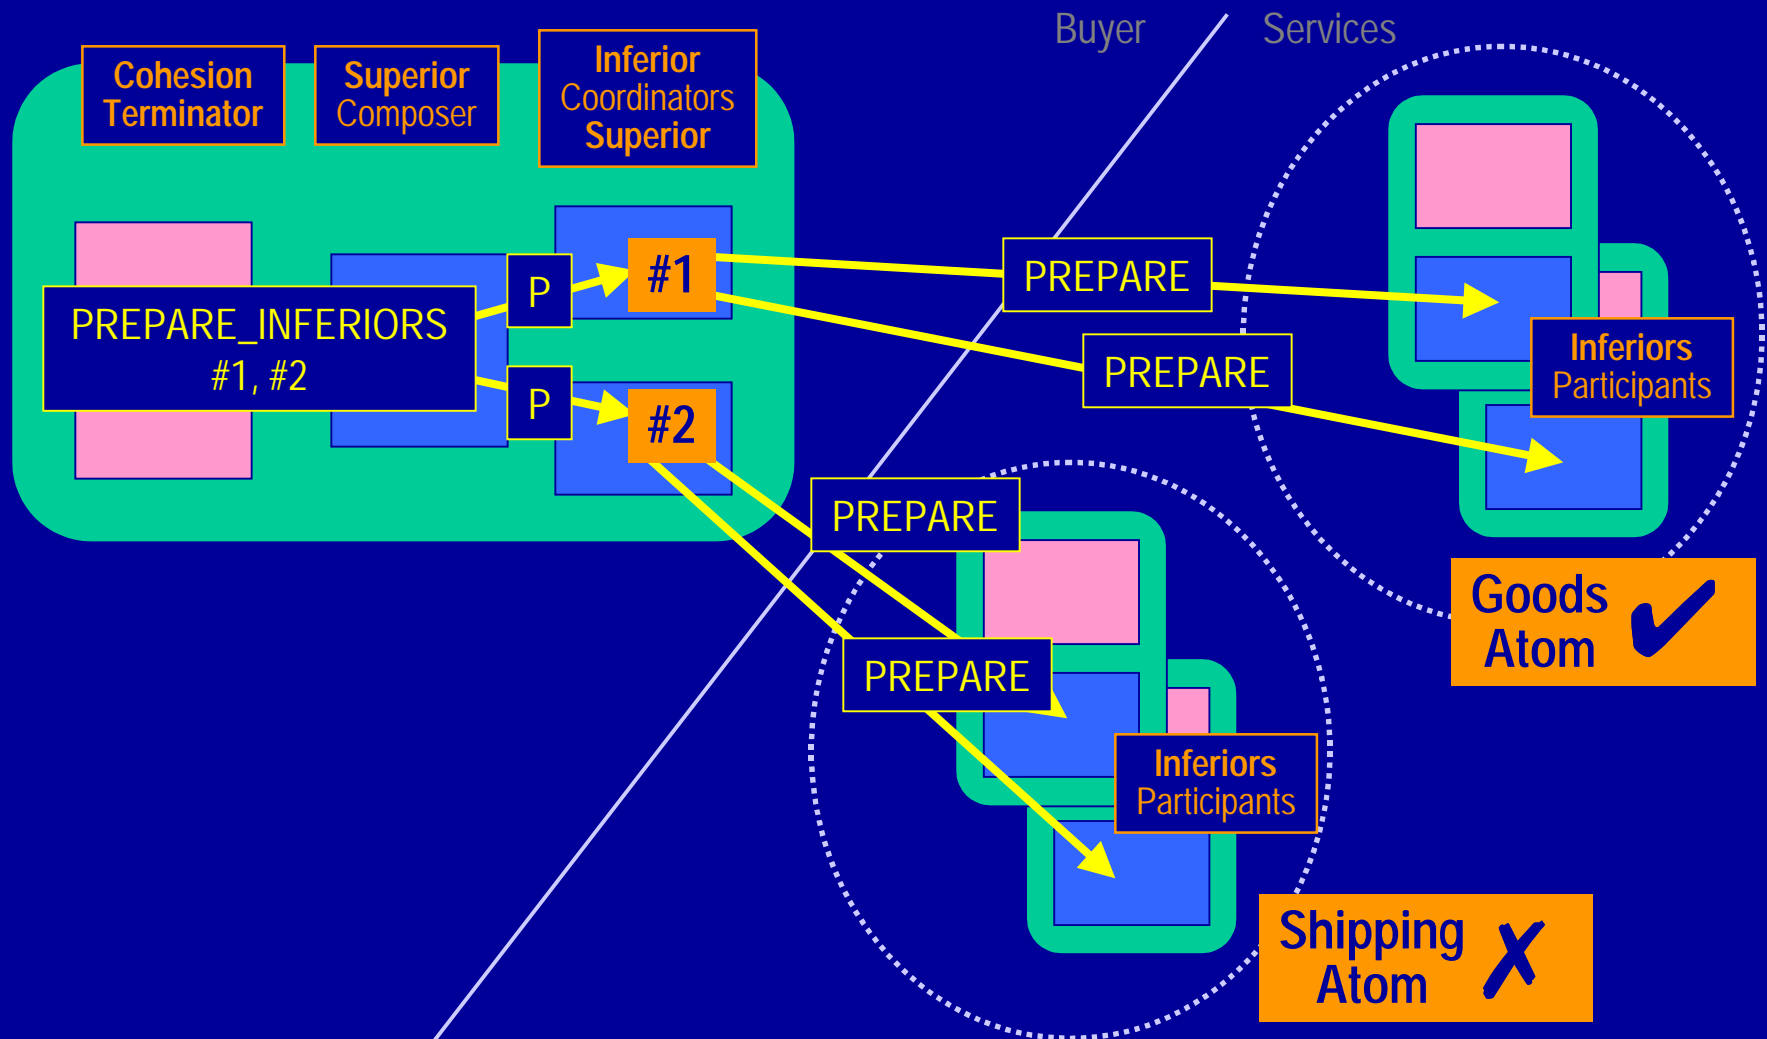 Buyer
Services
Cohesion
Terminator
Superior
Composer
Inferior
Coordinators
Superior
PREPARE_INFERIORS
#1, #2
P
P
#1
#2
PREPARE
PREPARE
PREPARE
PREPARE
Inferiors
Participants
Goods
Atom ✔
Inferiors
Participants
Shipping
Atom ✗